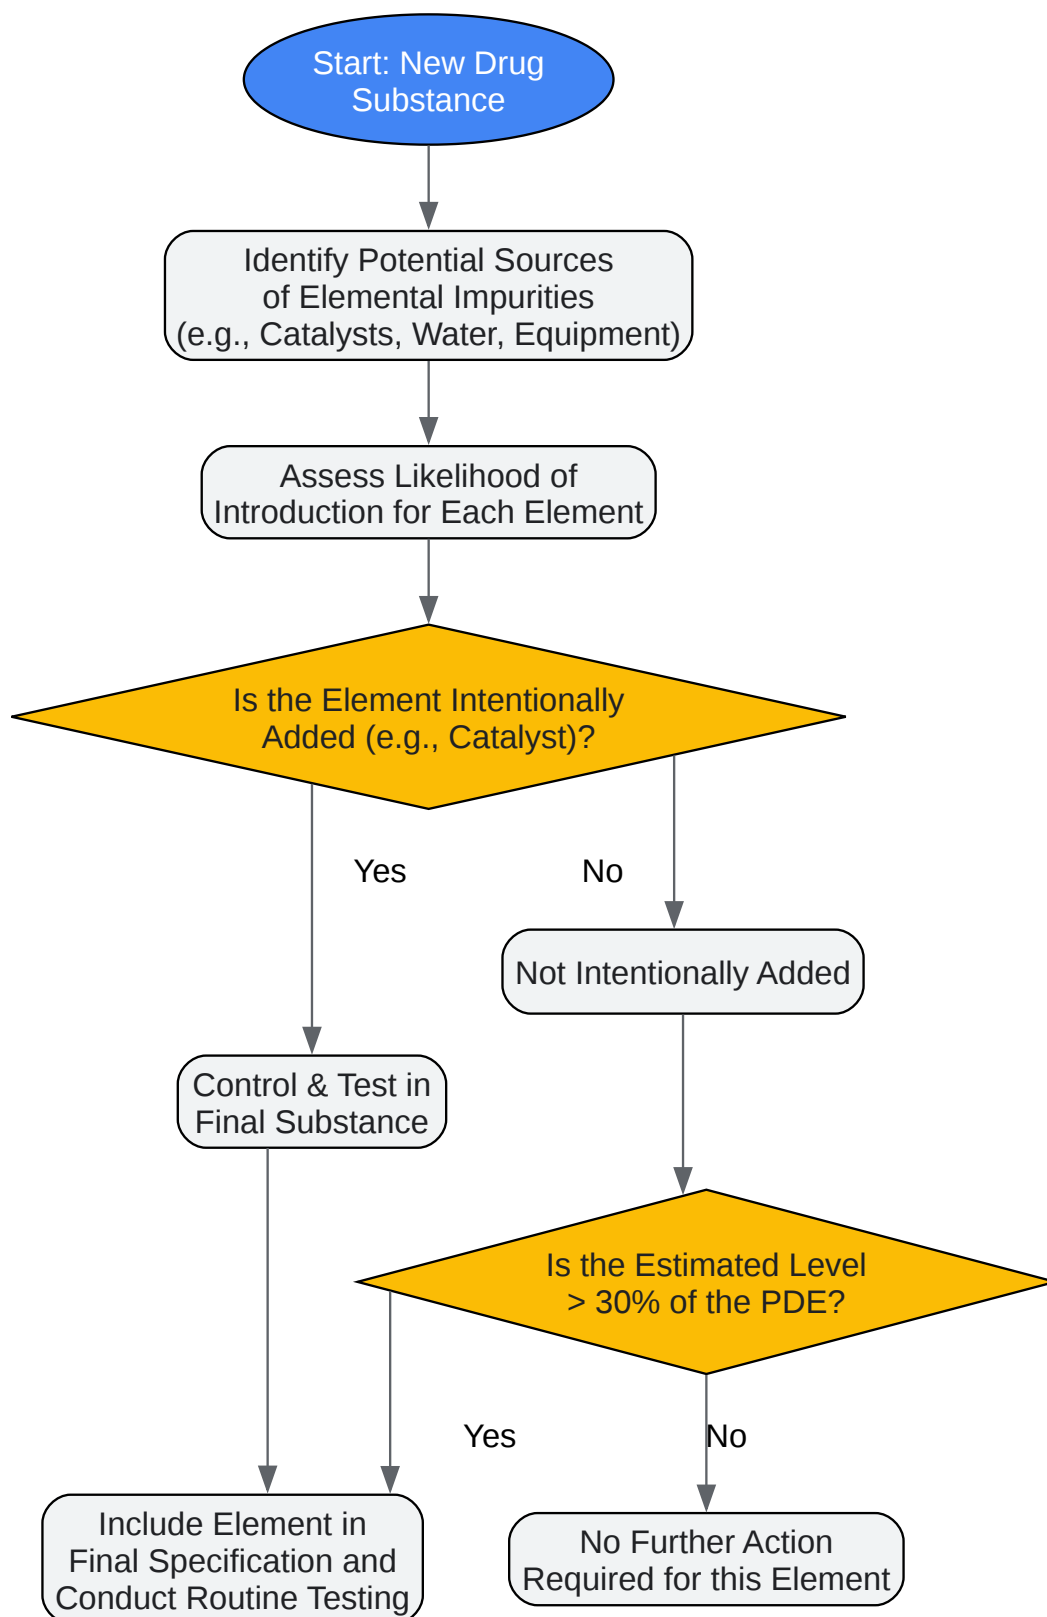 Start: New Drug
Substance
Identify Potential Sources
of Elemental Impurities
(e.g., Catalysts, Water, Equipment)
Assess Likelihood of
Introduction for Each Element
Is the Element Intentionally
Added (e.g., Catalyst)?
Yes
No
Not Intentionally Added
Control & Test in
Final Substance
Is the Estimated Level
> 30% of the PDE?
Yes
No
Include Element in
Final Specification and
Conduct Routine Testing
No Further Action
Required for this Element